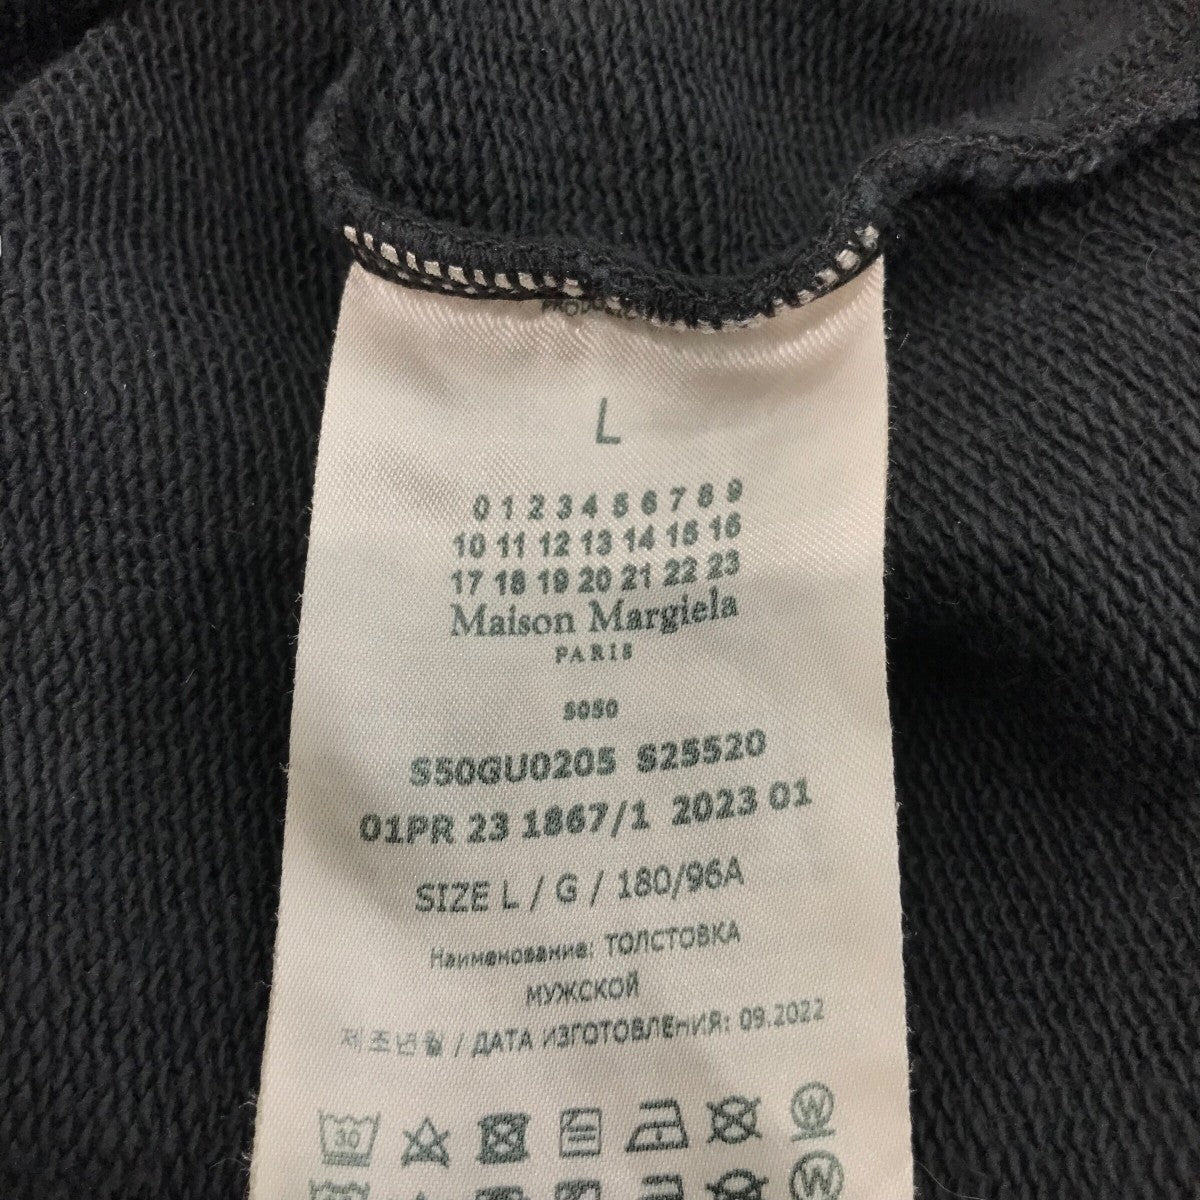 L
0 1 2 3 4 5 6 7 8 9
10 11 12 13 14 15 16
17 18 19 20 21 22 23
Maison Margiela
PARIS
5050
S50GU0205 S25520
01PR 23 1867/1 2023 01
SIZE L / G / 180/96A
Наименование: ТОЛСТОВКА
МУЖСКОЙ
제조년월 / ДАТА ИЗГОТОВЛЕНИЯ: 09.2022
30 W
W